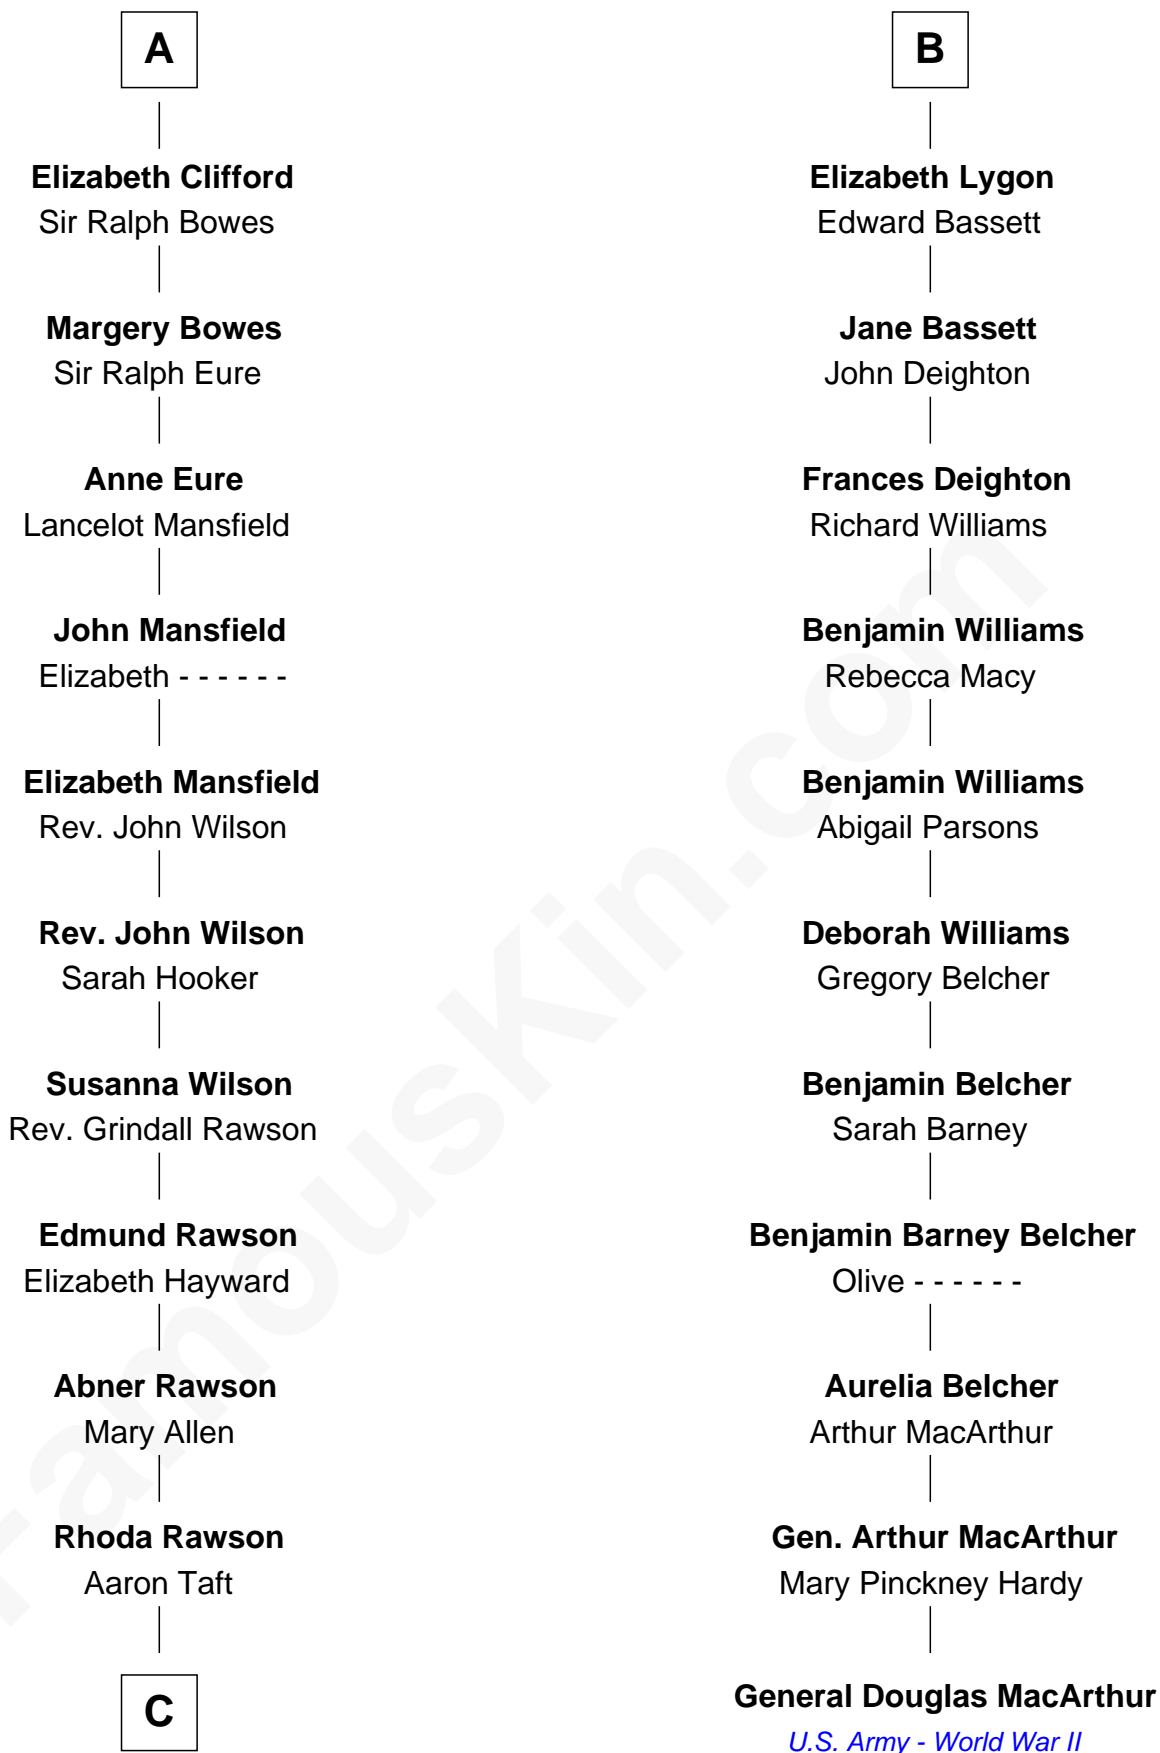 A
Elizabeth Clifford
Sir Ralph Bowes
Margery Bowes
Sir Ralph Eure
Anne Eure
Lancelot Mansfield
John Mansfield
Elizabeth - - - - - -
Elizabeth Mansfield
Rev. John Wilson
Rev. John Wilson
Sarah Hooker
Susanna Wilson
Rev. Grindall Rawson
Edmund Rawson
Elizabeth Hayward
Abner Rawson
Mary Allen
Rhoda Rawson
Aaron Taft
C
B
Elizabeth Lygon
Edward Bassett
Jane Bassett
John Deighton
Frances Deighton
Richard Williams
Benjamin Williams
Rebecca Macy
Benjamin Williams
Abigail Parsons
Deborah Williams
Gregory Belcher
Benjamin Belcher
Sarah Barney
Benjamin Barney Belcher
Olive - - - - - -
Aurelia Belcher
Arthur MacArthur
Gen. Arthur MacArthur
Mary Pinckney Hardy
General Douglas MacArthur
U.S. Army - World War II
FamousKin.com